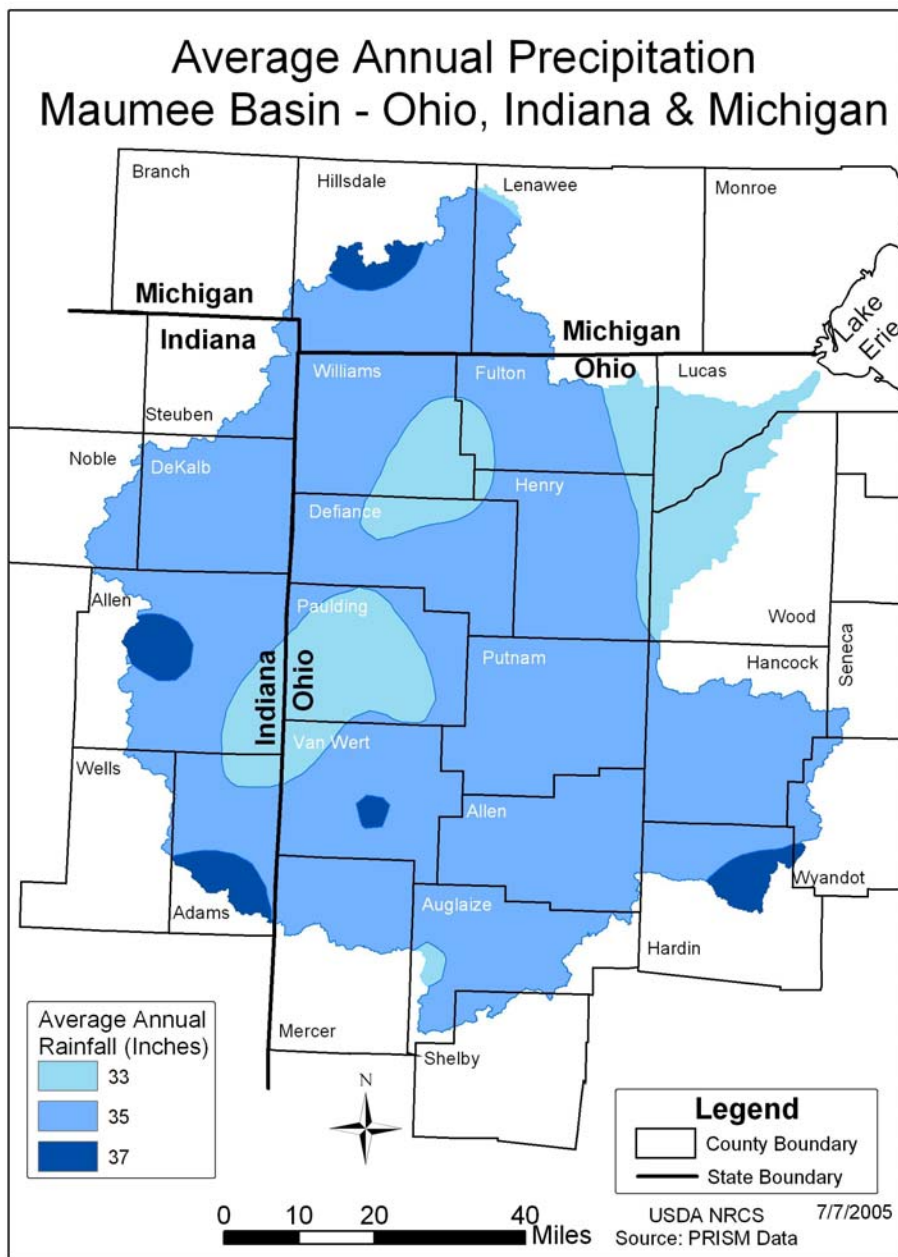 Average Annual Precipitation
Maumee Basin - Ohio, Indiana & Michigan
Branch
Hillsdale
Lenawee
Monroe
Michigan
Indiana
Michigan
Ohio
Lake
Erie
Williams
Fulton
Lucas
Steuben
Noble
DeKalb
Henry
Defiance
Allen
Paulding
Wood
Putnam
Hancock
Seneca
Indiana
Ohio
Van Wert
Wells
Allen
Wyandot
Adams
Auglaize
Hardin
Mercer
Shelby
Average Annual
Rainfall (Inches)
33
35
37
N
Legend
County Boundary
State Boundary
0 10 20 40
Miles
USDA NRCS 7/7/2005
Source: PRISM Data